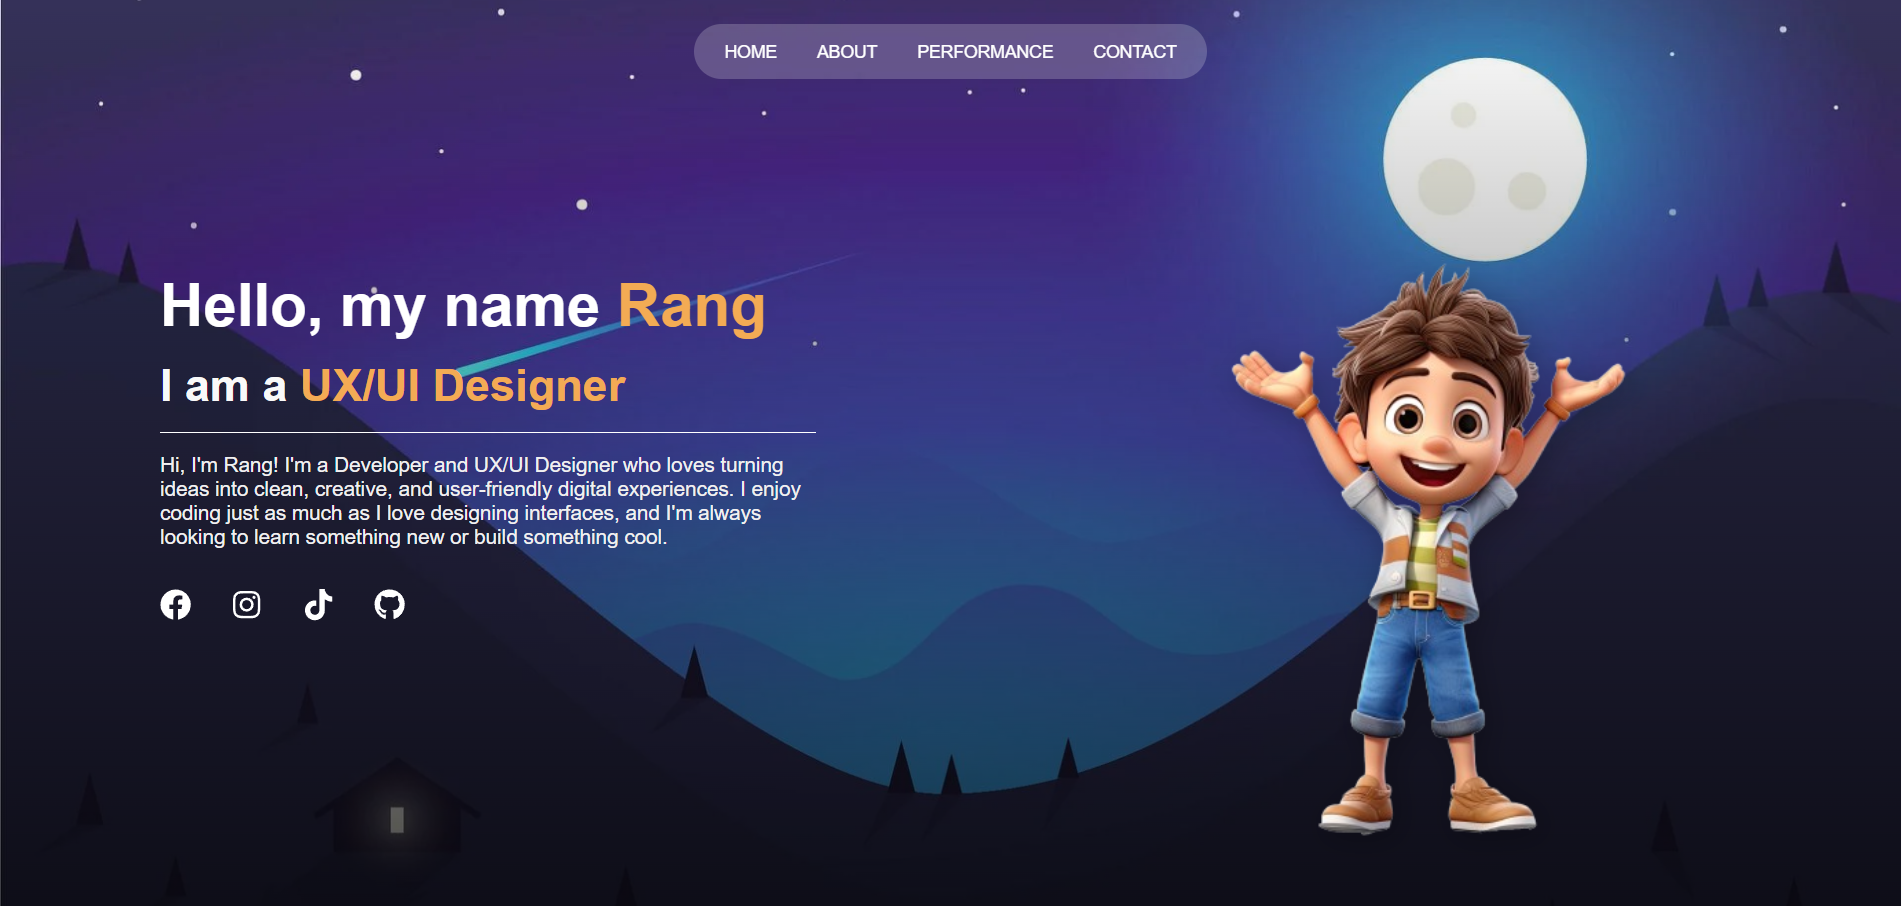 HOME ABOUT PERFORMANCE CONTACT
Hello, my name Rang
I am a UX/UI Designer
Hi, I'm Rang! I'm a Developer and UX/UI Designer who loves turning
ideas into clean, creative, and user-friendly digital experiences. I enjoy
coding just as much as I love designing interfaces, and I'm always
looking to learn something new or build something cool.